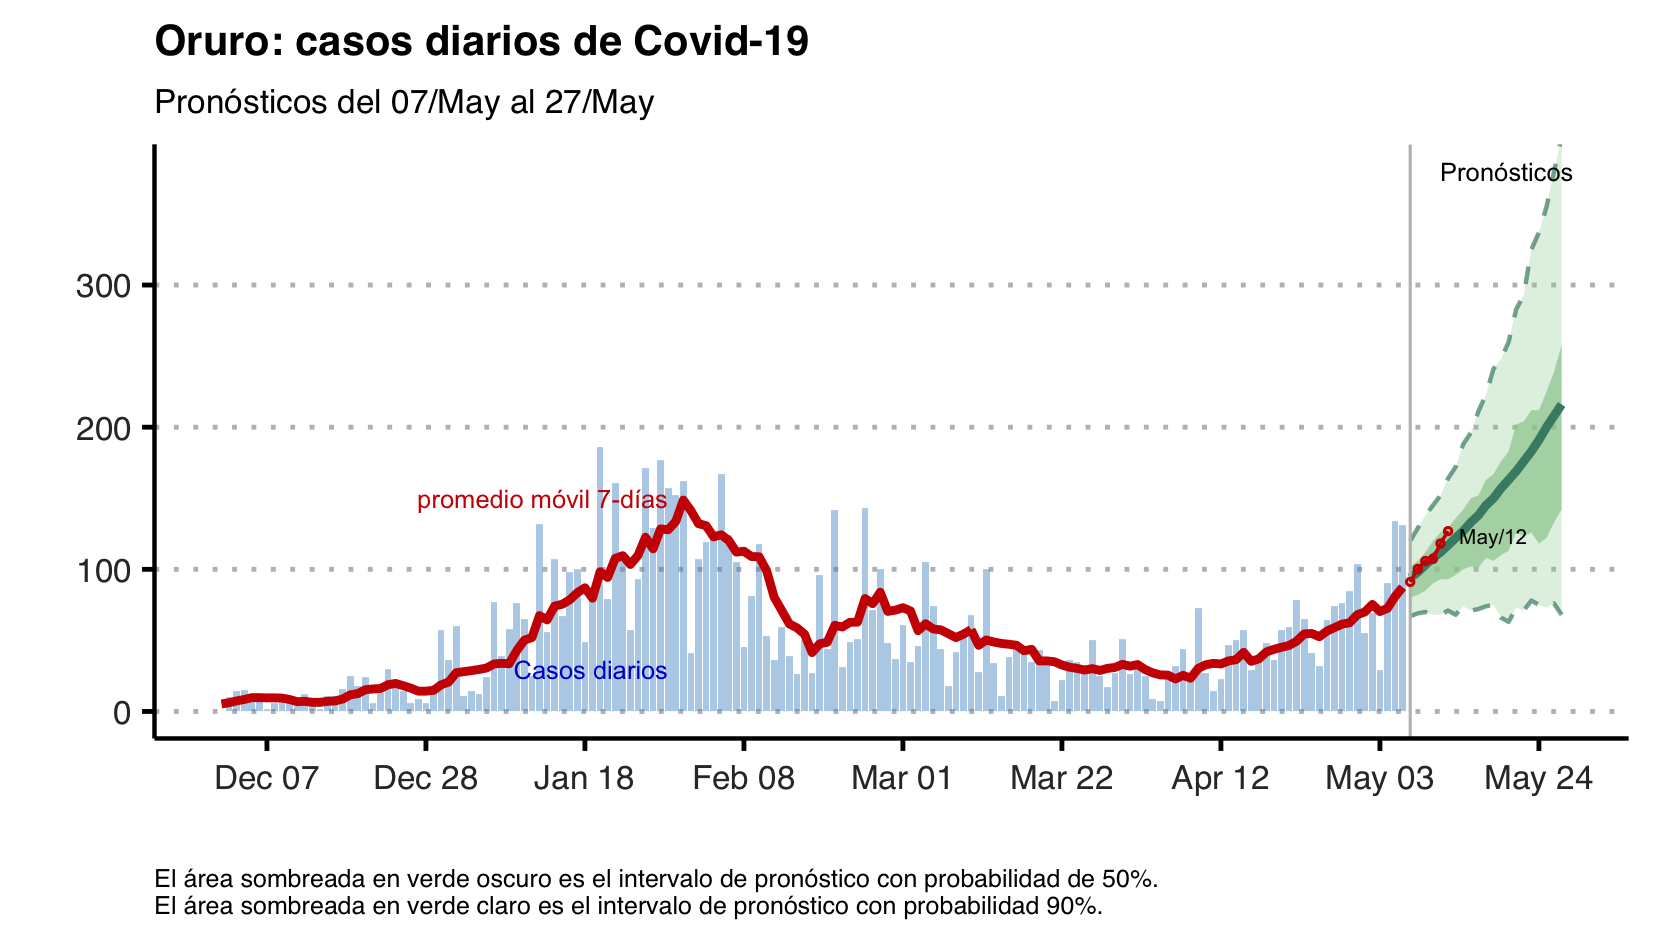 Oruro: casos diarios de Covid-19
Pronósticos del 07/May al 27/May
Pronósticos
300
200
promedio móvil 7-días
May/12
100
Casos diarios
0
Dec 07 Dec 28 Jan 18 Feb 08 Mar 01 Mar 22 Apr 12 May 03 May 24
El área sombreada en verde oscuro es el intervalo de pronóstico con probabilidad de 50%.
El área sombreada en verde claro es el intervalo de pronóstico con probabilidad 90%.